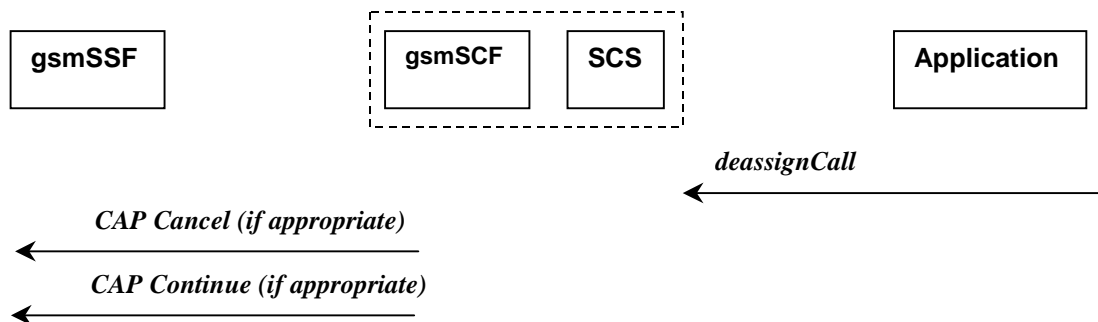 gsmSSF
gsmSCF
SCS
Application
deassignCall
CAP Cancel (if appropriate)
CAP Continue (if appropriate)